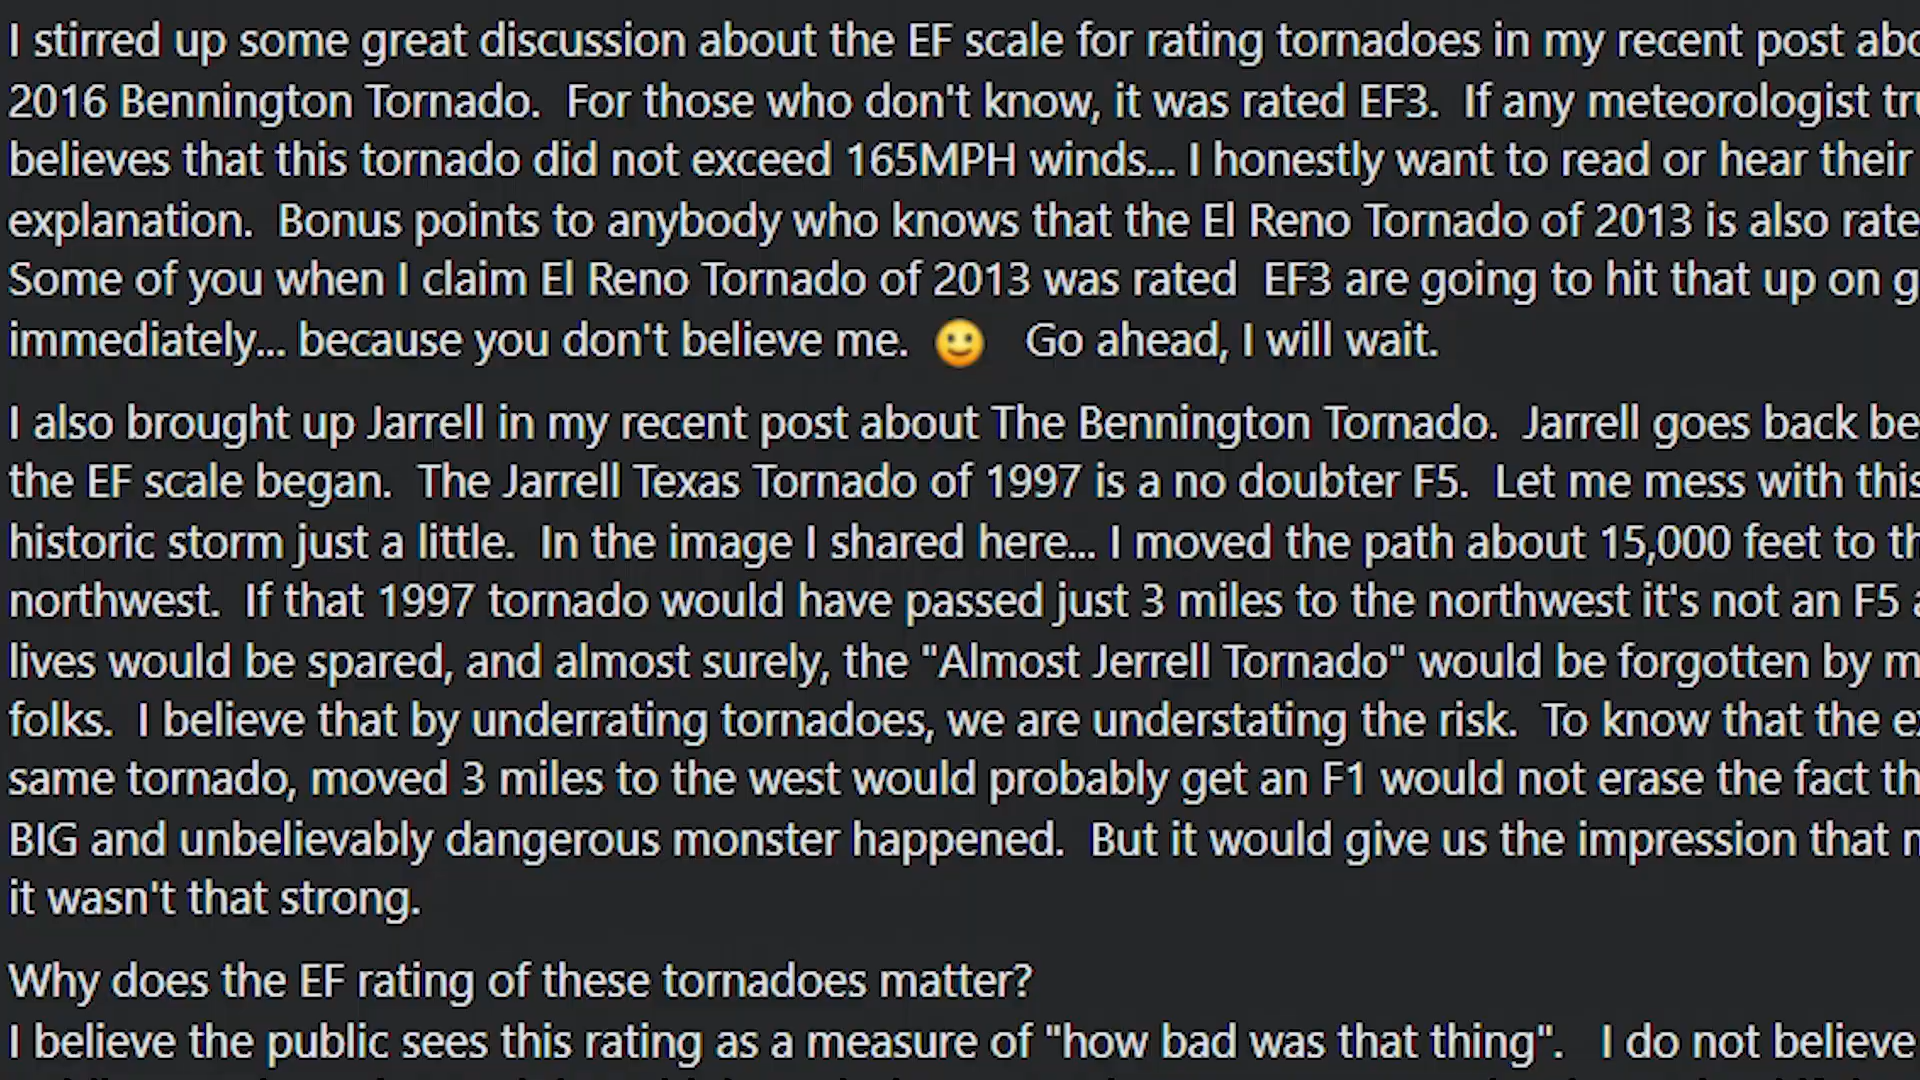 I stirred up some great discussion about the EF scale for rating tornadoes in my recent post
2016 Bennington Tornado.  For those who don't know, it was rated EF3.  If any meteorologist
believes that this tornado did not exceed 165MPH winds... I honestly want to read or hear their
explanation.  Bonus points to anybody who knows that the El Reno Tornado of 2013 is also
Some of you when I claim El Reno Tornado of 2013 was rated  EF3 are going to hit that up on
immediately... because you don't believe me.  🙂   Go ahead, I will wait.
I also brought up Jarrell in my recent post about The Bennington Tornado.  Jarrell goes back
the EF scale began.  The Jarrell Texas Tornado of 1997 is a no doubter F5.  Let me mess with this
historic storm just a little.  In the image I shared here... I moved the path about 15,000 feet to
northwest.  If that 1997 tornado would have passed just 3 miles to the northwest it's not an F5
lives would be spared, and almost surely, the "Almost Jerrell Tornado" would be forgotten by
folks.  I believe that by underrating tornadoes, we are understating the risk.  To know that the
same tornado, moved 3 miles to the west would probably get an F1 would not erase the fact
BIG and unbelievably dangerous monster happened.  But it would give us the impression that
it wasn't that strong.
Why does the EF rating of these tornadoes matter?
I believe the public sees this rating as a measure of "how bad was that thing".   I do not believe